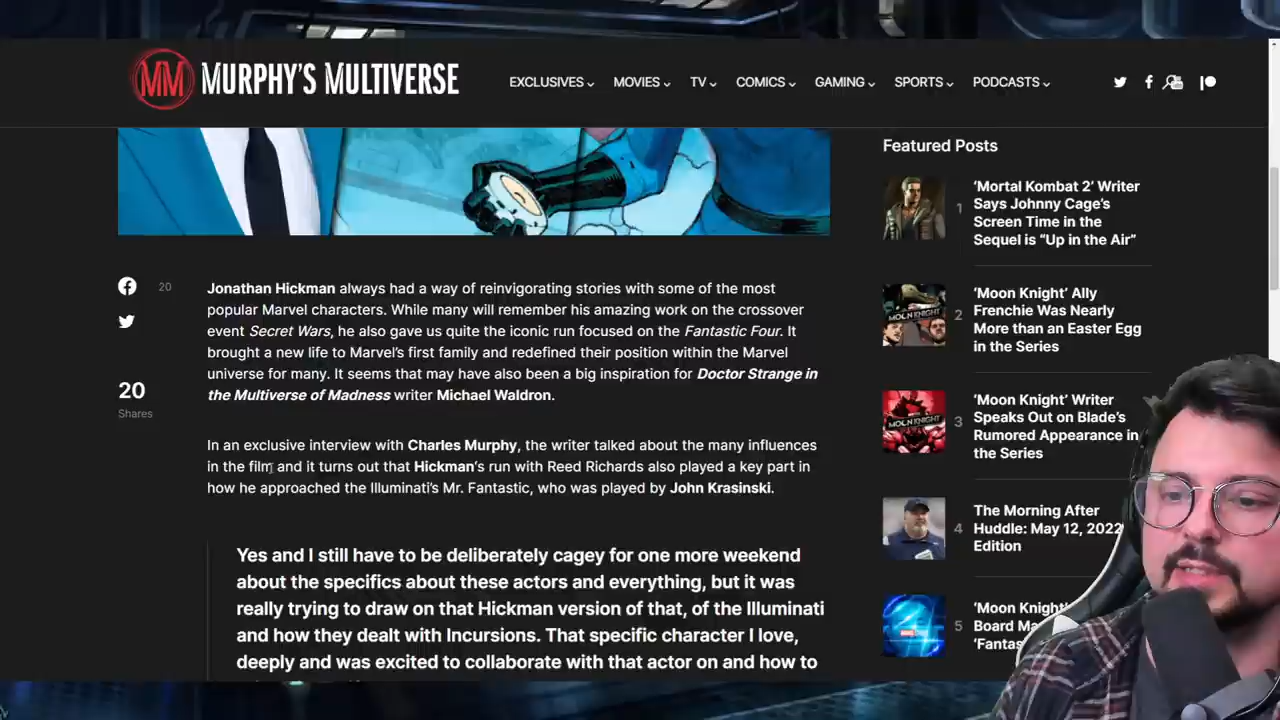 MM MURPHY'S MULTIVERSE
EXCLUSIVES
MOVIES
TV
COMICS
GAMING
SPORTS
PODCASTS
20
20
Shares
Jonathan Hickman always had a way of reinvigorating stories with some of the most
popular Marvel characters. While many will remember his amazing work on the crossover
event Secret Wars, he also gave us quite the iconic run focused on the Fantastic Four. It
brought a new life to Marvel's first family and redefined their position within the Marvel
universe for many. It seems that may have also been a big inspiration for Doctor Strange in
the Multiverse of Madness writer Michael Waldron.
In an exclusive interview with Charles Murphy, the writer talked about the many influences
in the film and it turns out that Hickman's run with Reed Richards also played a key part in
how he approached the Illuminati's Mr. Fantastic, who was played by John Krasinski.
Yes and I still have to be deliberately cagey for one more weekend
about the specifics about these actors and everything, but it was
really trying to draw on that Hickman version of that, of the Illuminati
and how they dealt with Incursions. That specific character I love,
deeply and was excited to collaborate with that actor on and how to
Featured Posts
1
'Mortal Kombat 2' Writer
Says Johnny Cage's
Screen Time in the
Sequel is "Up in the Air"
2
'Moon Knight' Ally
Frenchie Was Nearly
More than an Easter Egg
in the Series
3
'Moon Knight' Writer
Speaks Out on Blade's
Rumored Appearance in
the Series
4
The Morning After
Huddle: May 12, 2022
Edition
5
'Moon Knight'
Board